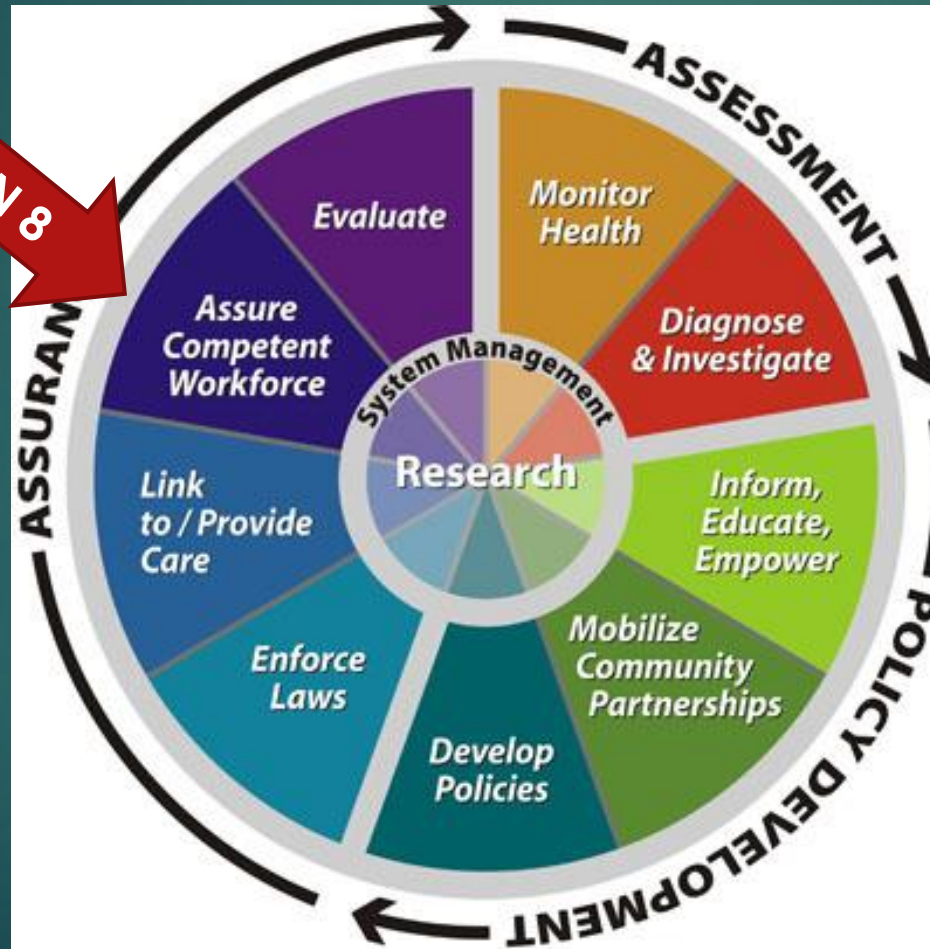 ASSESSMENT
Monitor
Health
Diagnose
& Investigate
Inform,
Educate,
Empower
Mobilize
Community
Partnerships
Develop
Policies
Enforce
Laws
Link
to / Provide
Care
Assure
Competent
Workforce
Evaluate
System Management
Research
POLICY DEVELOPMENT
8